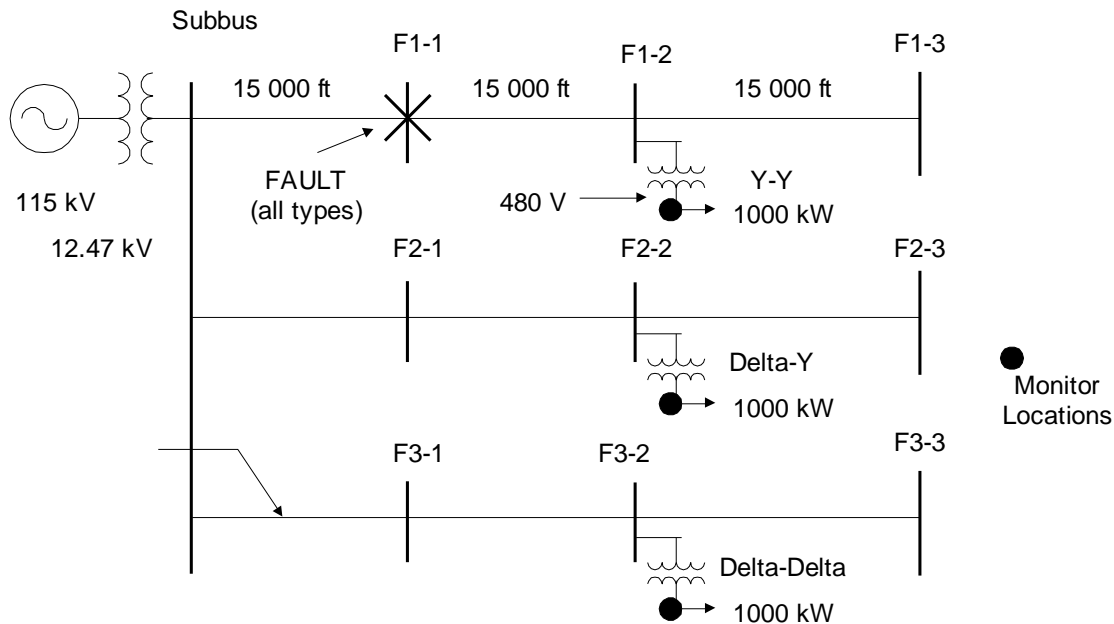 Subbus
F1-1
F1-2
F1-3
15 000 ft
15 000 ft
15 000 ft
FAULT
(all types)
115 kV
12.47 kV
480 V
Y-Y
1000 kW
F2-1
F2-2
F2-3
Delta-Y
1000 kW
Monitor
Locations
F3-1
F3-2
F3-3
Delta-Delta
1000 kW